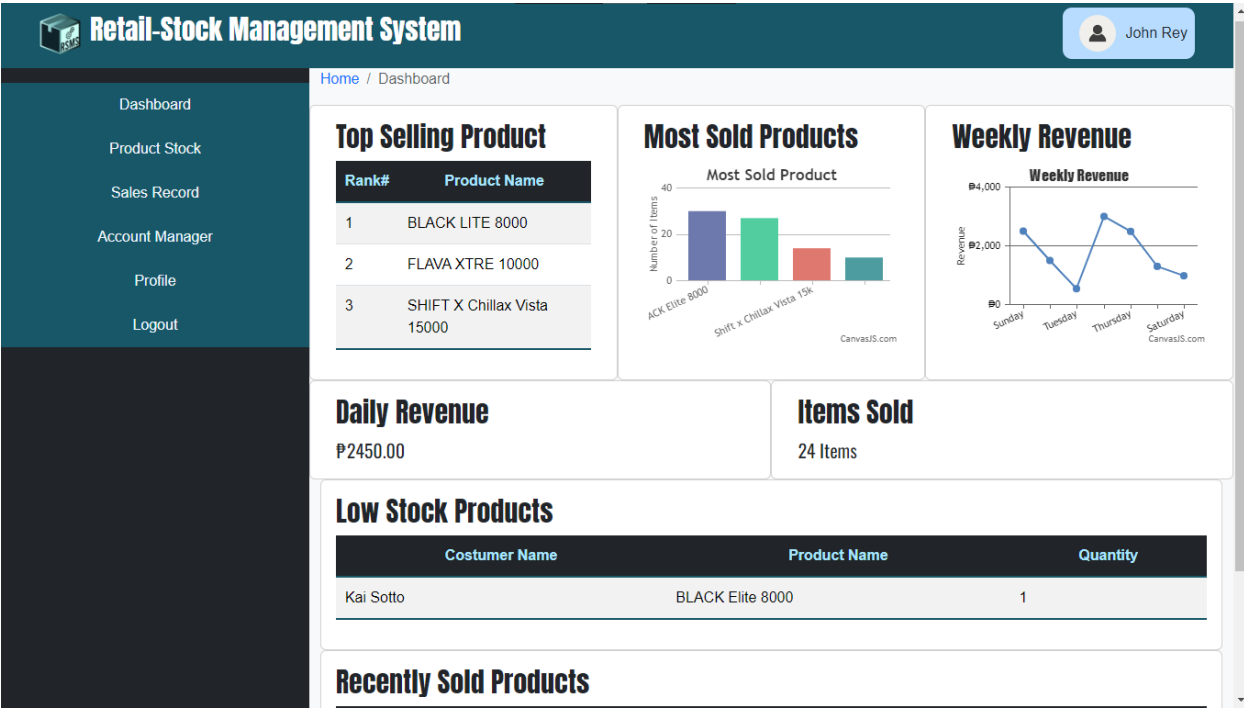 RSMS
Retail-Stock Management System
John Rey
Home / Dashboard
Dashboard
Product Stock
Sales Record
Account Manager
Profile
Logout
Top Selling Product
Rank# Product Name
1 BLACK LITE 8000
2 FLAVA XTRE 10000
3 SHIFT X Chillax Vista
15000
Most Sold Products
Most Sold Product
Number of Items
40
20
0
ACK Elite 8000
Shift x Chillax Vista 15k
CanvasJS.com
Weekly Revenue
Weekly Revenue
Revenue
₱4,000
₱2,000
₱0
Sunday
Tuesday
Thursday
Saturday
CanvasJS.com
Daily Revenue
₱2450.00
Items Sold
24 Items
Low Stock Products
Costumer Name Product Name Quantity
Kai Sotto BLACK Elite 8000 1
Recently Sold Products